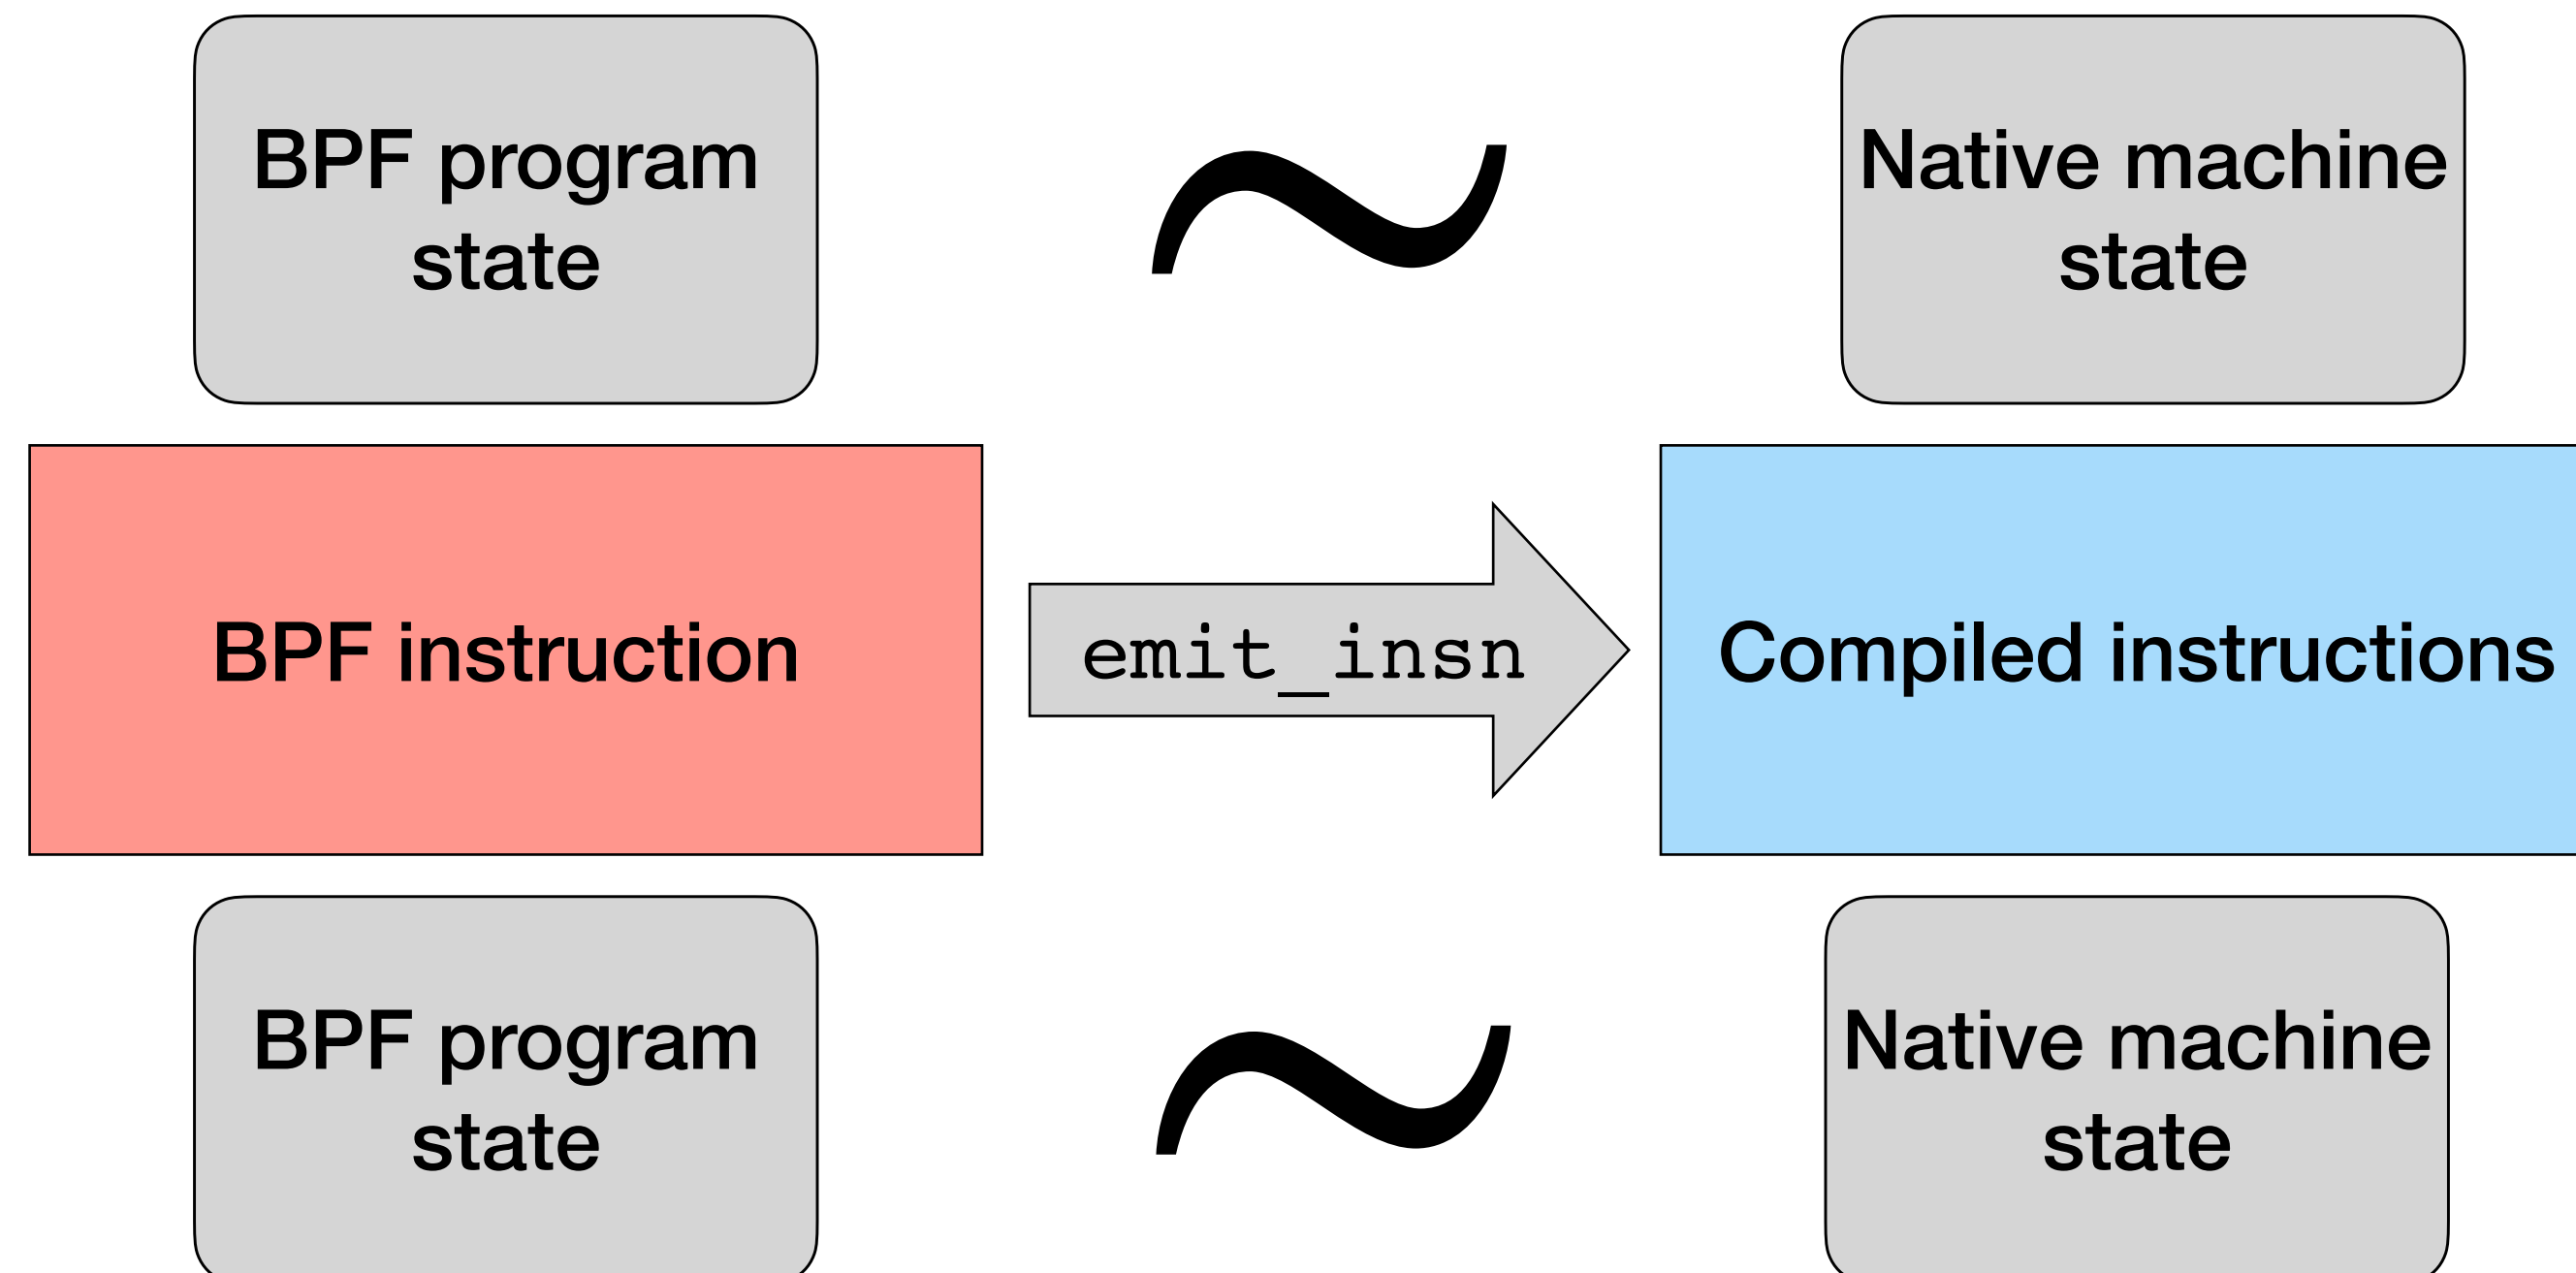 BPF program
state
~
Native machine
state
BPF instruction
emit_insn
Compiled instructions
BPF program
state
~
Native machine
state